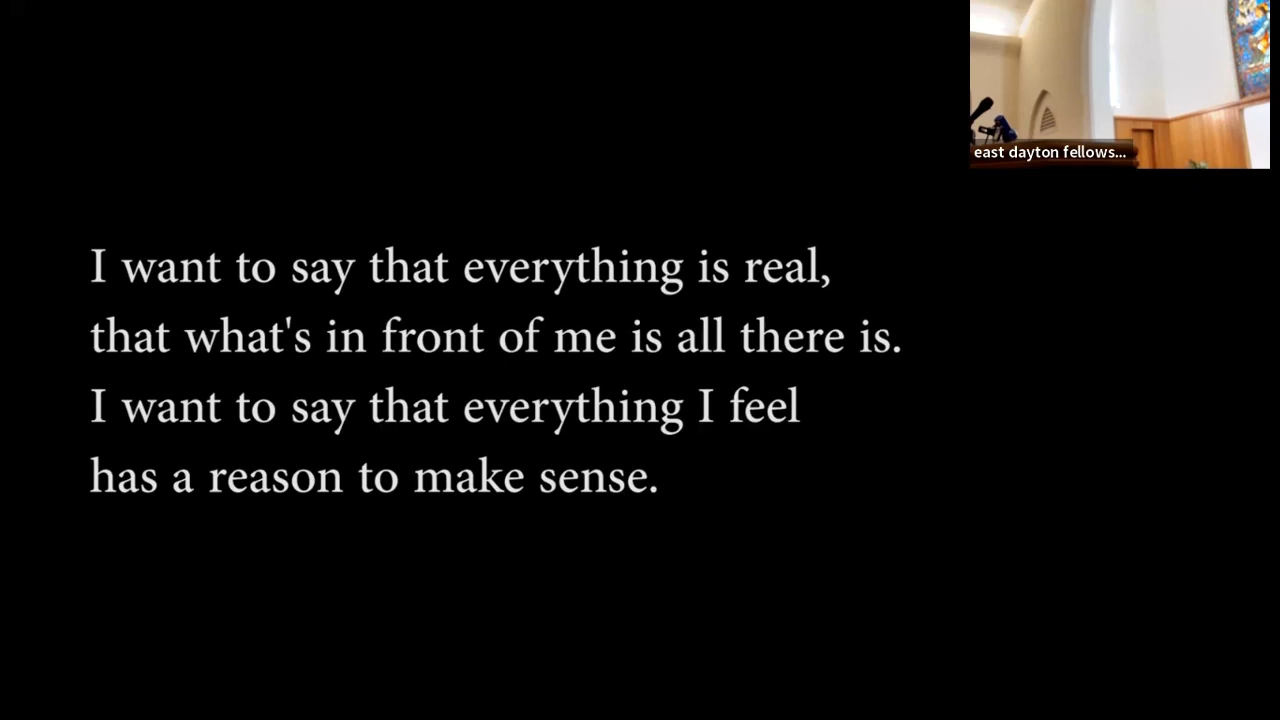 east dayton fellows...
I want to say that everything is real,
that what's in front of me is all there is.
I want to say that everything I feel
has a reason to make sense.